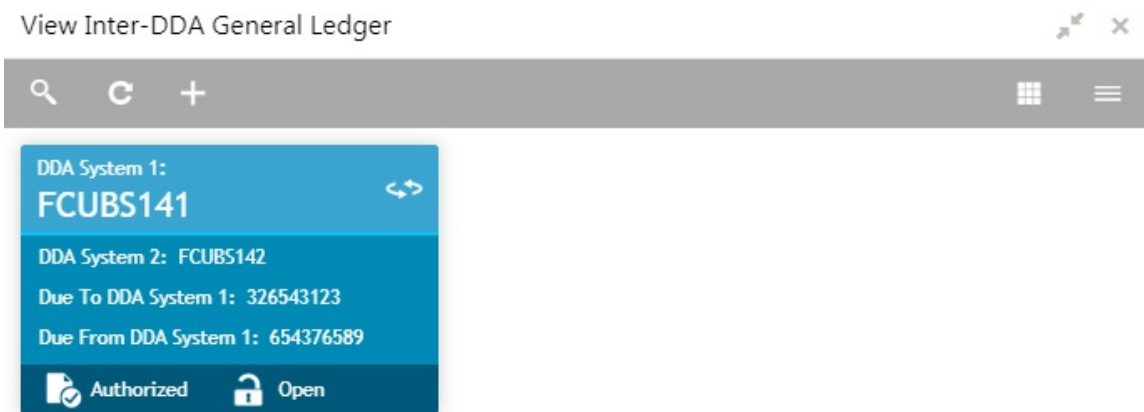 View Inter-DDA General Ledger
DDA System 1:
FCUBS141
DDA System 2: FCUBS142
Due To DDA System 1: 326543123
Due From DDA System 1: 654376589
Authorized Open